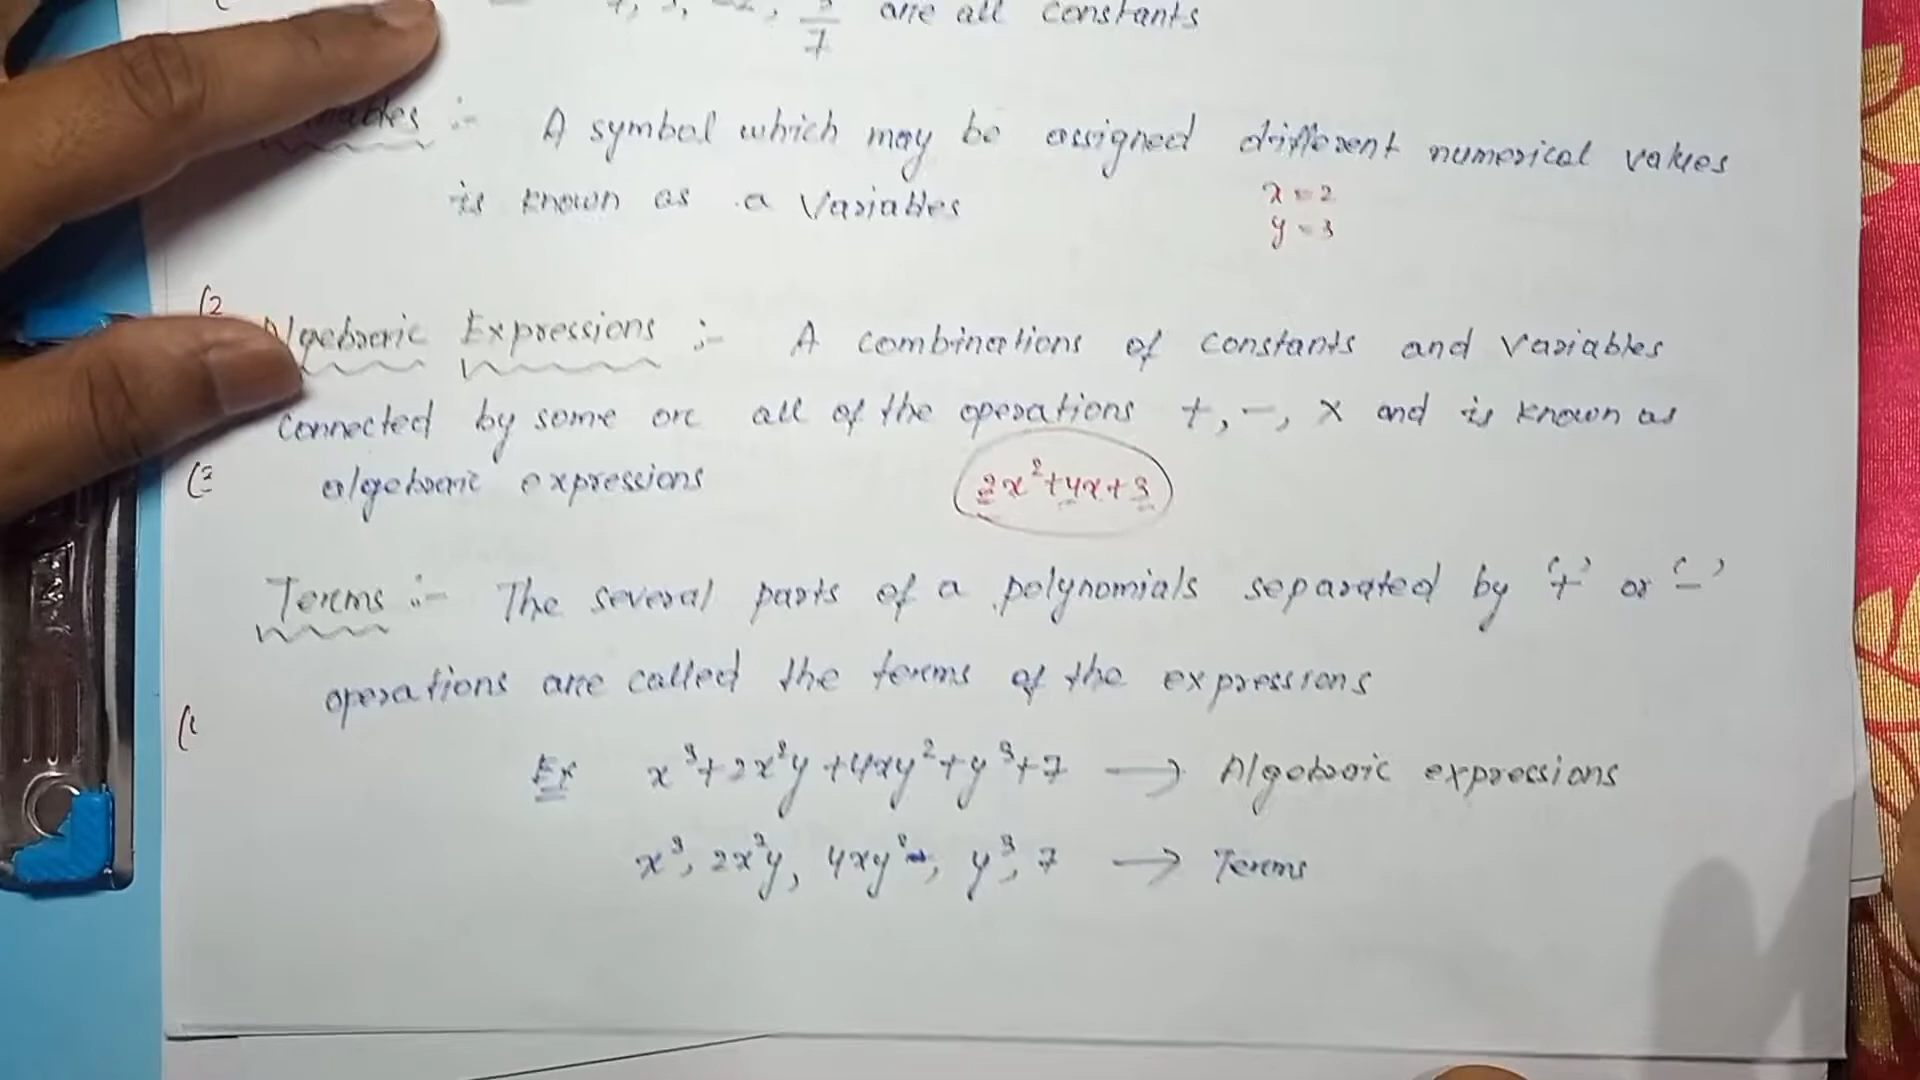 are all constants
7
:- A symbol which may be assigned different numerical values
is known as a Variables
x = 2
y = 3
Algebraic Expressions :- A combinations of constants and variables
connected by some or all of the operations +, -, x and is known as
algebraic expressions
2x²+4x+3
Terms :- The several parts of a polynomials separated by '+' or '-'
operations are called the terms of the expressions
Ex x³+2x²y+4xy²+y³+7 → Algebraic expressions
x³, 2x²y, 4xy², y³, 7 → Terms